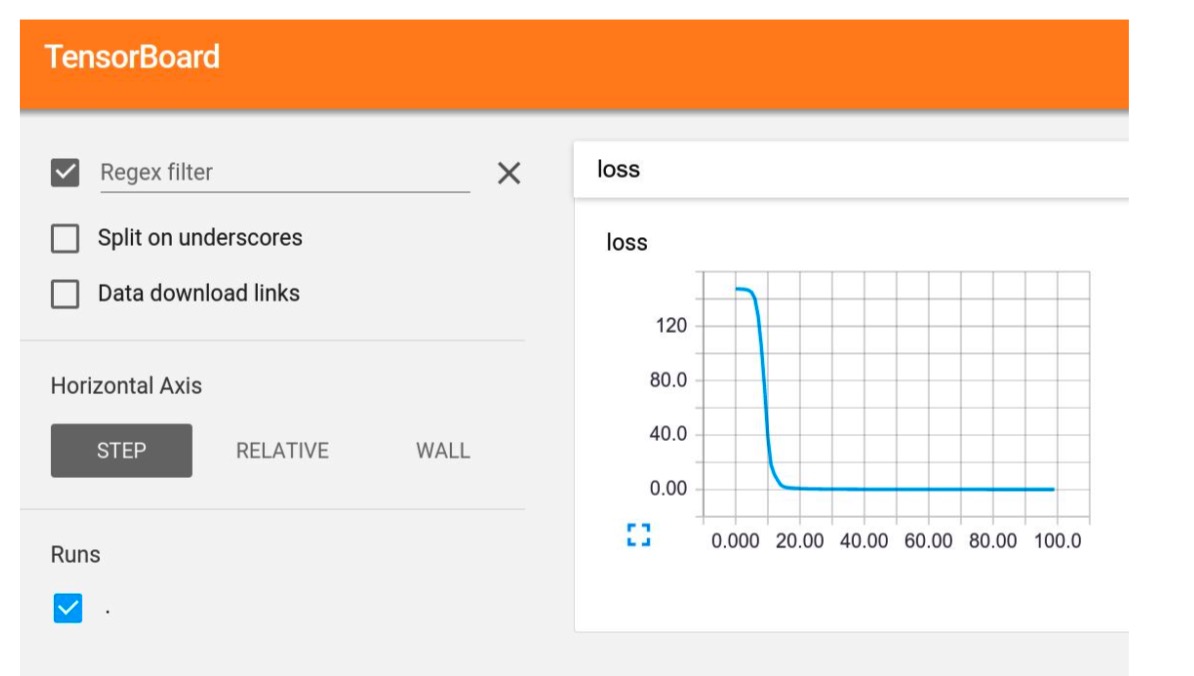 TensorBoard
Regex filter
Split on underscores
Data download links
Horizontal Axis
STEP RELATIVE WALL
Runs
.
loss
loss
120
80.0
40.0
0.00
0.000 20.00 40.00 60.00 80.00 100.0